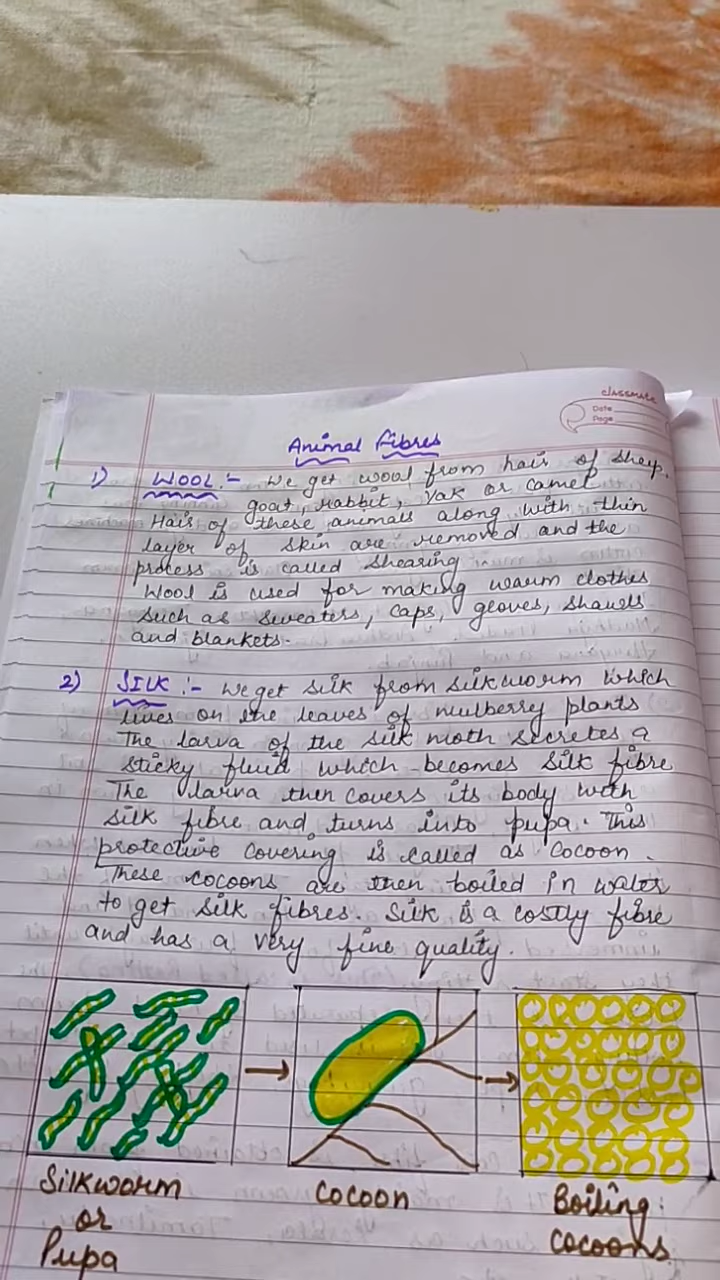 classmate
Date
Page
Animal Fibres
1) WOOL :- We get wool from hair of sheep,
goat, rabbit, Yak or camel
Hair of these animals along with thin
layer of skin are removed and the
process is called shearing
Wool is used for making warm clothes
such as sweaters, caps, gloves, shawls
and blankets.
2) SILK :- We get silk from silkworm which
lives on the leaves of mulberry plants
The larva of the silk moth secretes a
sticky fluid which becomes silk fibre
The larva then covers its body with
silk fibre and turns into pupa. This
protective covering is called as cocoon.
These cocoons are then boiled in water
to get silk fibres. Silk is a costly fibre
and has a very fine quality.
Silkworm
or
Pupa
Cocoon
Boiling
cocoons